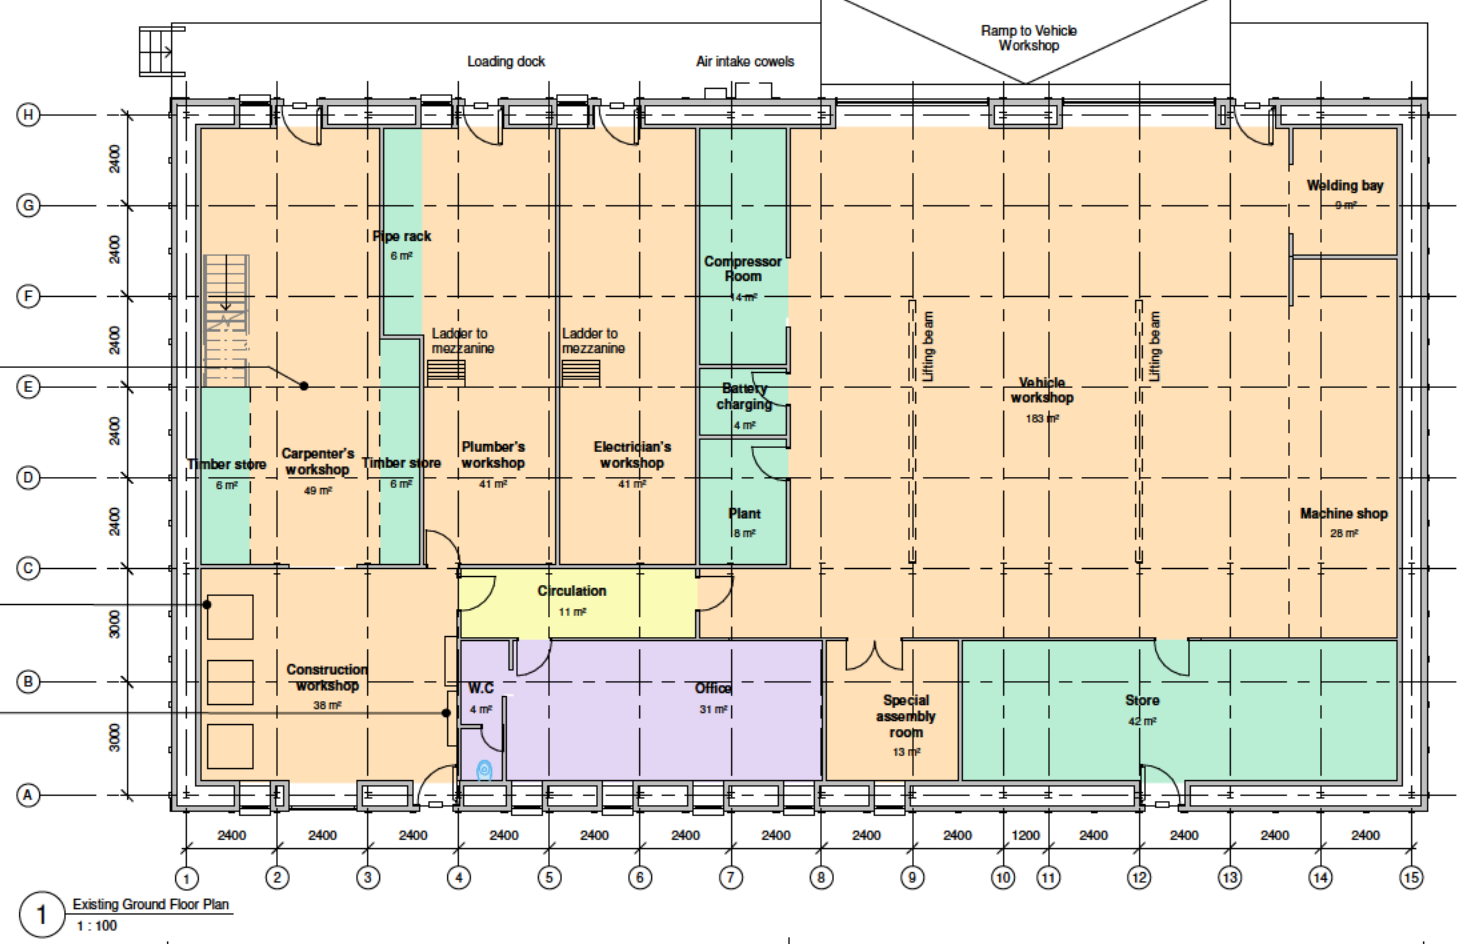 Ramp to Vehicle
Workshop
Loading dock
Air intake cowels
H
G
F
E
D
C
B
A
2400
2400
2400
2400
2400
3000
3000
Welding bay
9 m²
Pipe rack
6 m²
Compressor
Room
14 m²
Ladder to
mezzanine
Ladder to
mezzanine
Lifting beam
Lifting beam
Battery
charging
4 m²
Vehicle
workshop
183 m²
Timber store
6 m²
Carpenter's
workshop
49 m²
Timber store
6 m²
Plumber's
workshop
41 m²
Electrician's
workshop
41 m²
Plant
8 m²
Machine shop
28 m²
Circulation
11 m²
Construction
workshop
38 m²
W.C
4 m²
Office
31 m²
Special
assembly
room
13 m²
Store
42 m²
2400 2400 2400 2400 2400 2400 2400 2400 2400 1200 2400 2400 2400 2400
1 2 3 4 5 6 7 8 9 10 11 12 13 14 15
1 Existing Ground Floor Plan
1 : 100